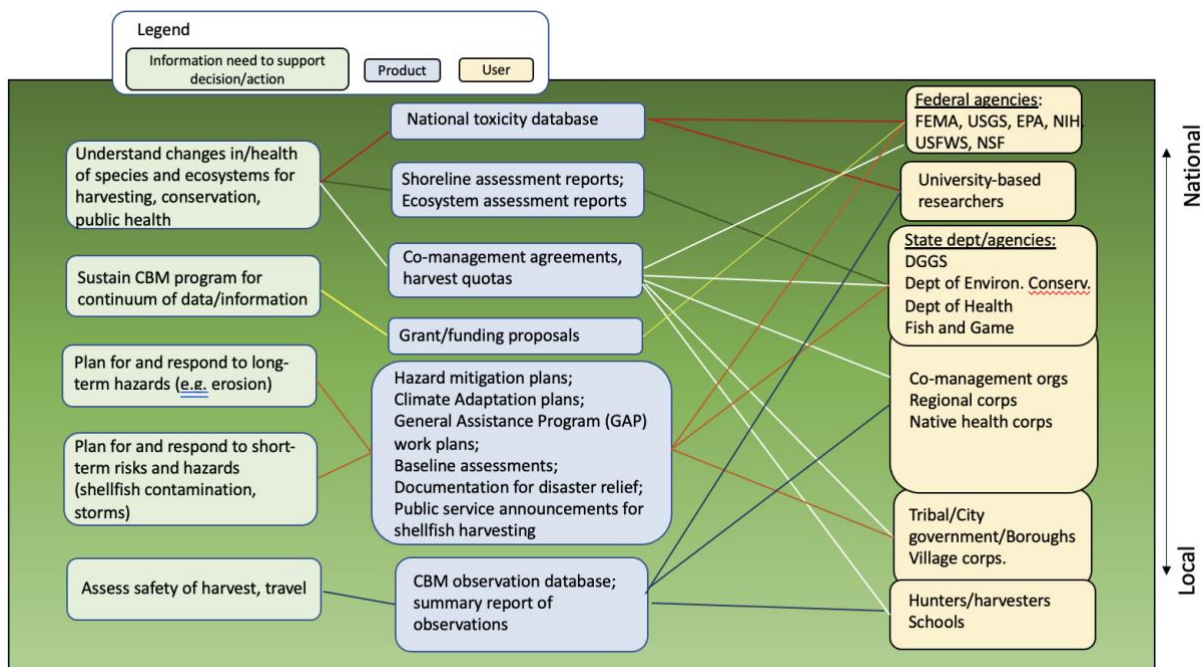 Legend
Information need to support
decision/action
Product
User
Understand changes in/health
of species and ecosystems for
harvesting, conservation,
public health
Sustain CBM program for
continuum of data/information
Plan for and respond to long-
term hazards (e.g. erosion)
Plan for and respond to short-
term risks and hazards
(shellfish contamination,
storms)
Assess safety of harvest, travel
National toxicity database
Shoreline assessment reports;
Ecosystem assessment reports
Co-management agreements,
harvest quotas
Grant/funding proposals
Hazard mitigation plans;
Climate Adaptation plans;
General Assistance Program (GAP)
work plans;
Baseline assessments;
Documentation for disaster relief;
Public service announcements for
shellfish harvesting
CBM observation database;
summary report of
observations
Federal agencies:
FEMA, USGS, EPA, NIH,
USFWS, NSF
University-based
researchers
State dept/agencies:
DGGS
Dept of Environ. Conserv.
Dept of Health
Fish and Game
Co-management orgs
Regional corps
Native health corps
Tribal/City
government/Boroughs
Village corps.
Hunters/harvesters
Schools
National
Local